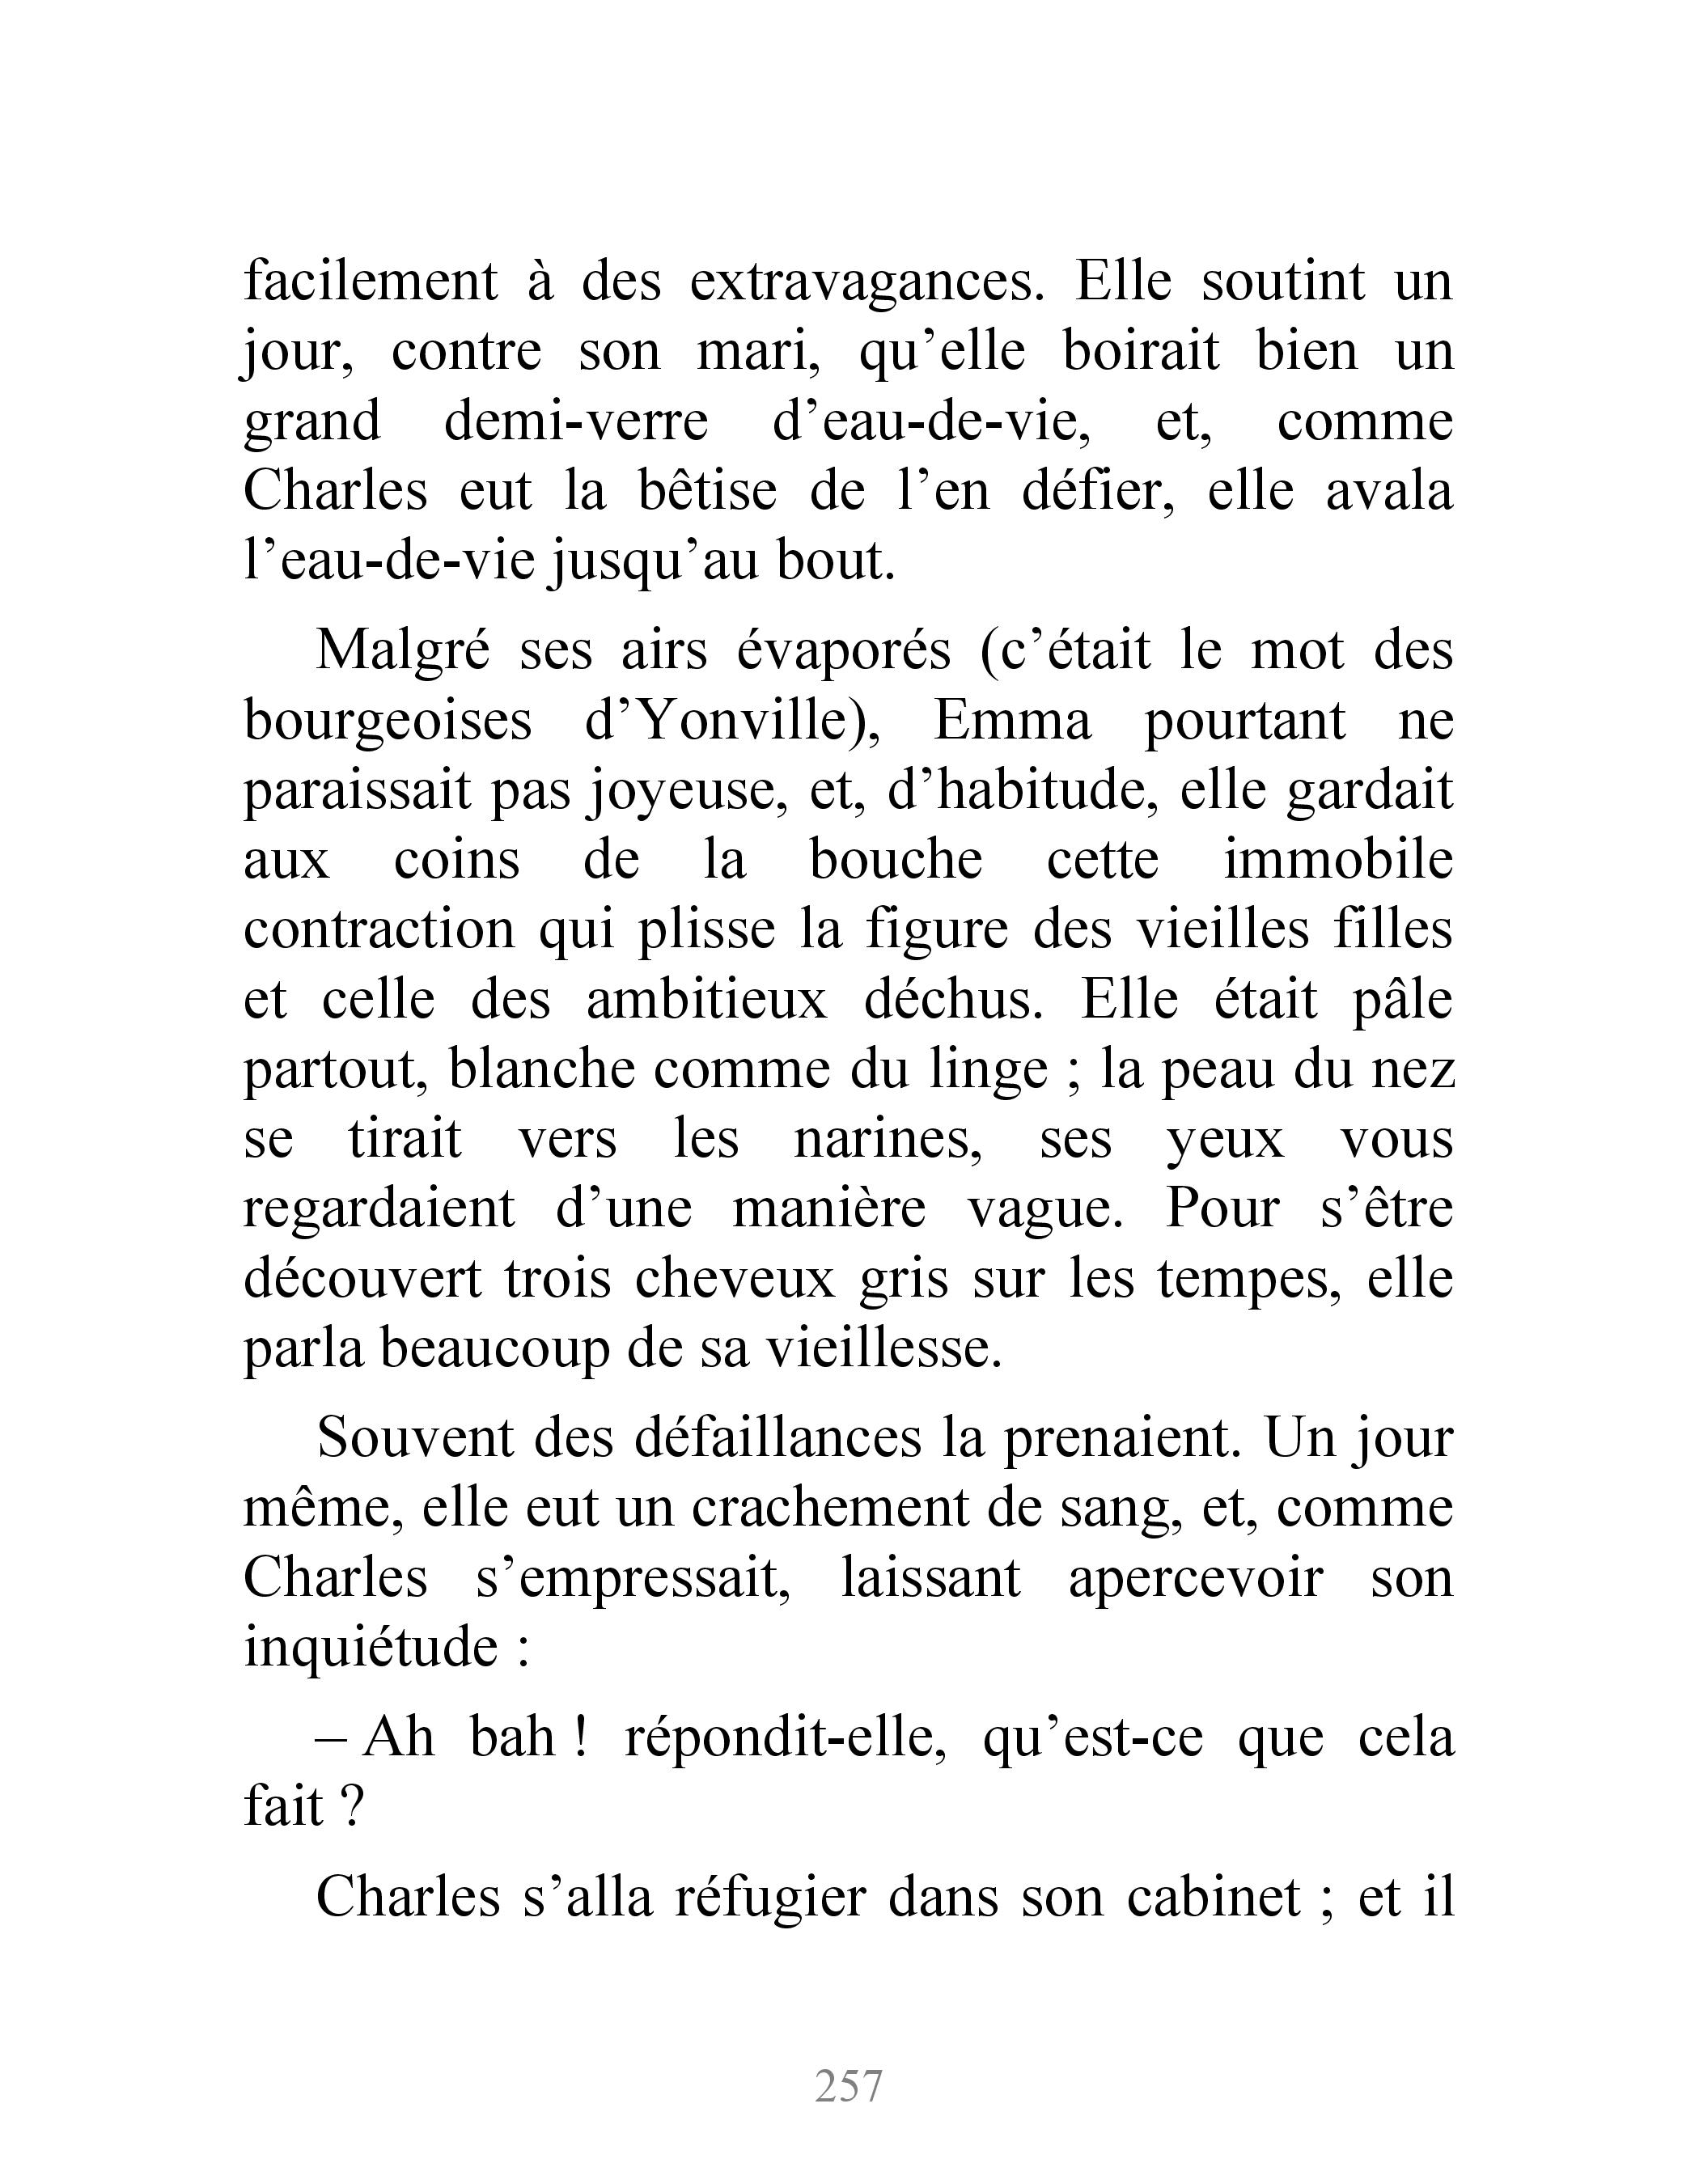 facilement à des extravagances. Elle soutint un
jour, contre son mari, qu’elle boirait bien un
grand demi-verre d’eau-de-vie, et, comme
Charles eut la bêtise de l’en défier, elle avala
l’eau-de-vie jusqu’au bout.
Malgré ses airs évaporés (c’était le mot des
bourgeoises d’Yonville), Emma pourtant ne
paraissait pas joyeuse, et, d’habitude, elle gardait
aux coins de la bouche cette immobile
contraction qui plisse la figure des vieilles filles
et celle des ambitieux déchus. Elle était pâle
partout, blanche comme du linge ; la peau du nez
se tirait vers les narines, ses yeux vous
regardaient d’une manière vague. Pour s’être
découvert trois cheveux gris sur les tempes, elle
parla beaucoup de sa vieillesse.
Souvent des défaillances la prenaient. Un jour
même, elle eut un crachement de sang, et, comme
Charles s’empressait, laissant apercevoir son
inquiétude :
– Ah bah ! répondit-elle, qu’est-ce que cela
fait ?
Charles s’alla réfugier dans son cabinet ; et il
257